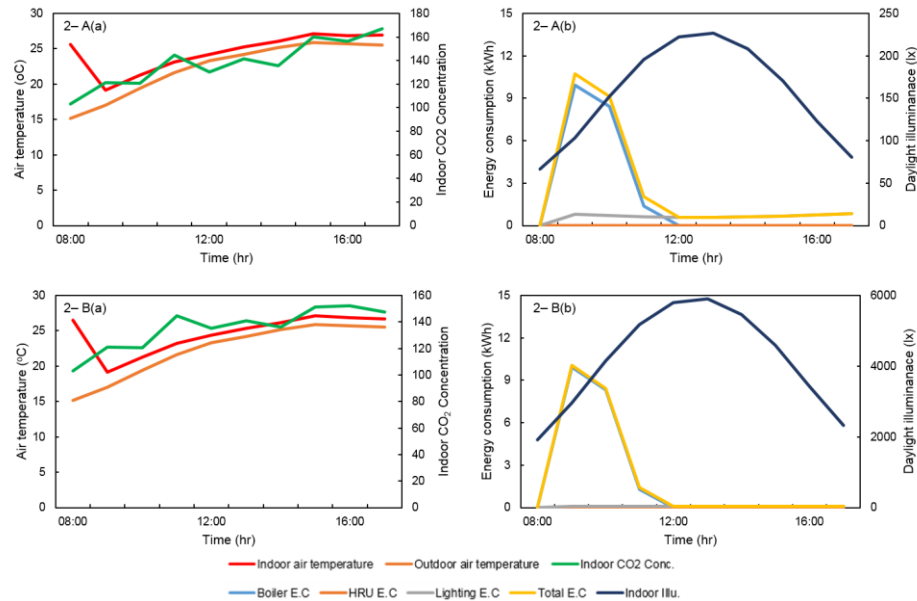 2– A(a)
Air temperature (oC)
30
25
20
15
10
5
0
180
160
140
120
100
80
60
40
20
0
Indoor CO2 Concentration
08:00 12:00 16:00
Time (hr)
2– A(b)
Energy consumption (kWh)
15
12
9
6
3
0
250
200
150
100
50
0
Daylight illuminanace (lx)
08:00 12:00 16:00
Time (hr)
2– B(a)
Air temperature (°C)
30
25
20
15
10
5
0
160
140
120
100
80
60
40
20
0
Indoor CO₂ Concentration
08:00 12:00 16:00
Time (hr)
2– B(b)
Energy consumption (kWh)
15
12
9
6
3
0
6000
4000
2000
0
Daylight illuminance (lx)
08:00 12:00 16:00
Time (hr)
Indoor air temperature Outdoor air temperature Indoor CO2 Conc.
Boiler E.C HRU E.C Lighting E.C Total E.C Indoor Illu.